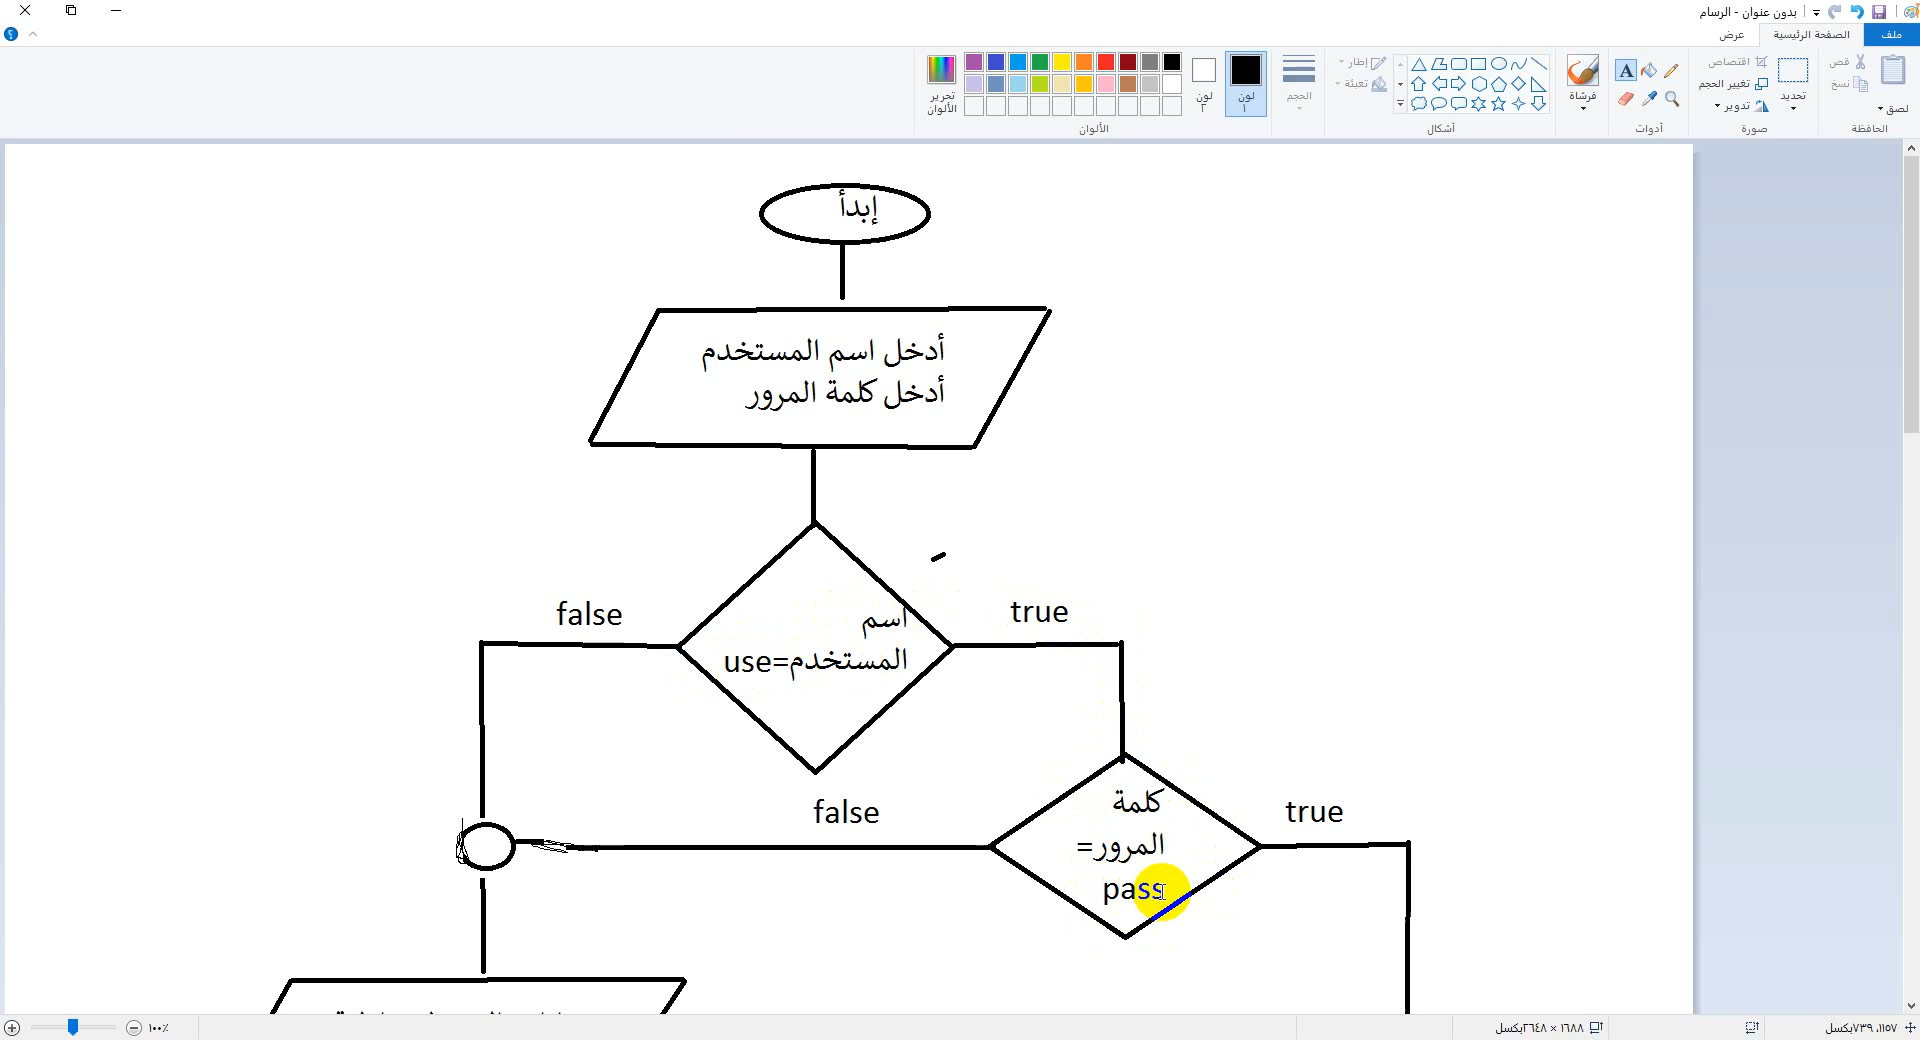 بدون عنوان - الرسام
ملف
الصفحة الرئيسية
عرض
لصق
قص
نسخ
الحافظة
تحديد
اقتصاص
تغيير الحجم
تدوير
صورة
أدوات
فرشاة
إطار
تعبئة
أشكال
الحجم
لون ١
لون ٢
تحرير الألوان
الألوان
إبدأ
أدخل اسم المستخدم
أدخل كلمة المرور
false
true
اسم
المستخدم=use
false
true
كلمة
المرور=
pass
١١٥٧، ٧٣٩بكسل
١٦٨٨ × ٢٦٤٨بكسل
١٠٠٪